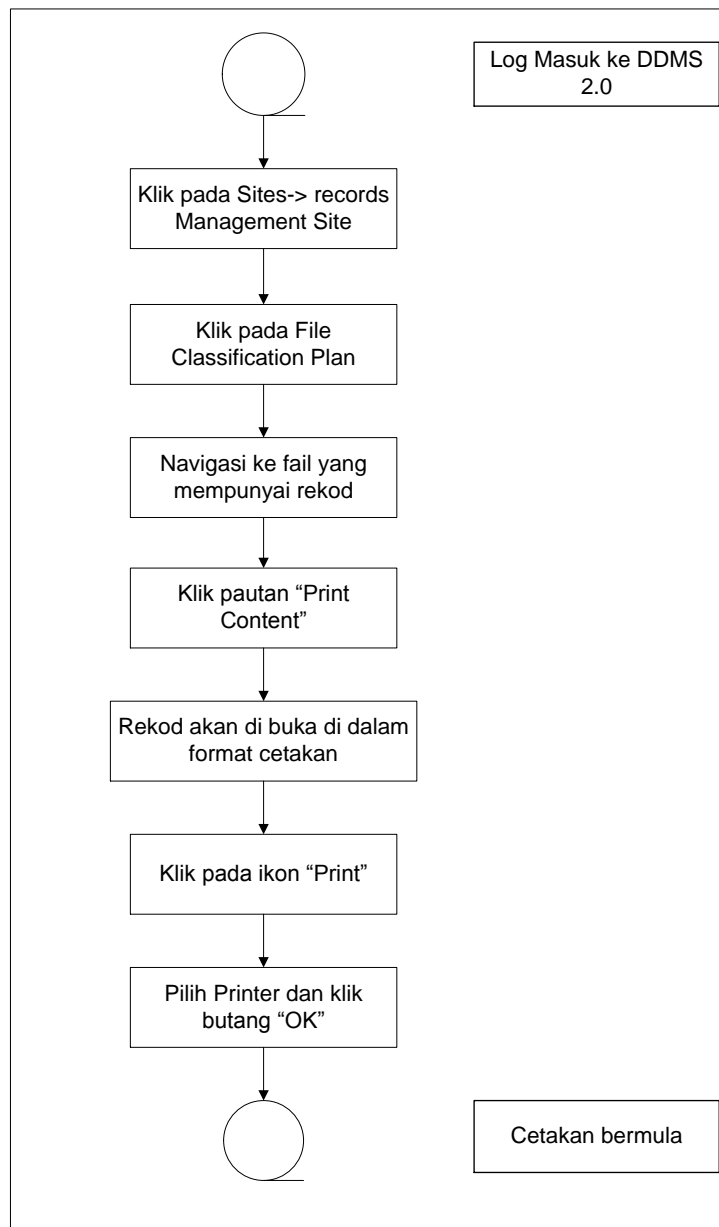 Log Masuk ke DDMS
2.0
Klik pada Sites-> records
Management Site
Klik pada File
Classification Plan
Navigasi ke fail yang
mempunyai rekod
Klik pautan “Print
Content”
Rekod akan di buka di dalam
format cetakan
Klik pada ikon “Print”
Pilih Printer dan klik
butang “OK”
Cetakan bermula